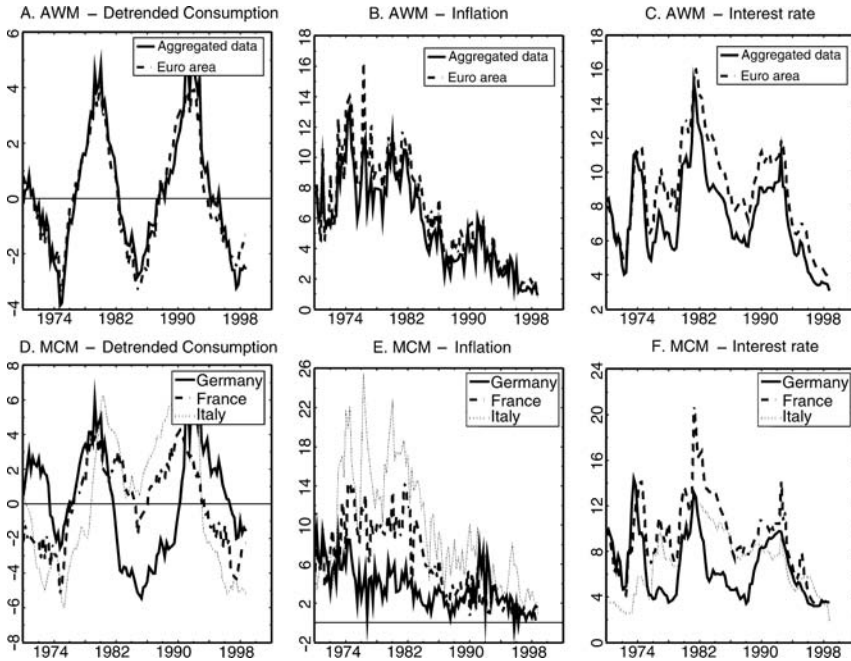 A. AWM – Detrended Consumption
6
4
2
0
-2
-4
1974 1982 1990 1998
Aggregated data
Euro area
B. AWM – Inflation
18
16
14
12
10
8
6
4
2
0
1974 1982 1990 1998
Aggregated data
Euro area
C. AWM – Interest rate
18
16
14
12
10
8
6
4
2
1974 1982 1990 1998
Aggregated data
Euro area
D. MCM – Detrended Consumption
8
6
4
2
0
-2
-4
-6
-8
1974 1982 1990 1998
Germany
France
Italy
E. MCM – Inflation
26
22
18
14
10
6
2
-2
1974 1982 1990 1998
Germany
France
Italy
F. MCM – Interest rate
24
20
16
12
8
4
0
1974 1982 1990 1998
Germany
France
Italy